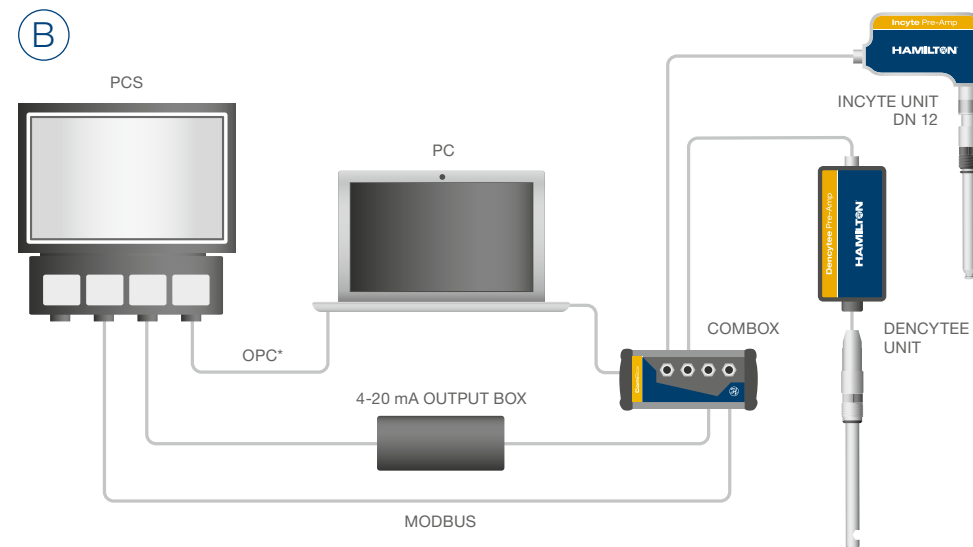 B
PCS
PC
OPC*
4-20 mA OUTPUT BOX
MODBUS
COMBOX
ComBox
Incyte Pre-Amp
HAMILTON
INCYTE UNIT
DN 12
Dencytee Pre-Amp
HAMILTON
DENCYTEE
UNIT